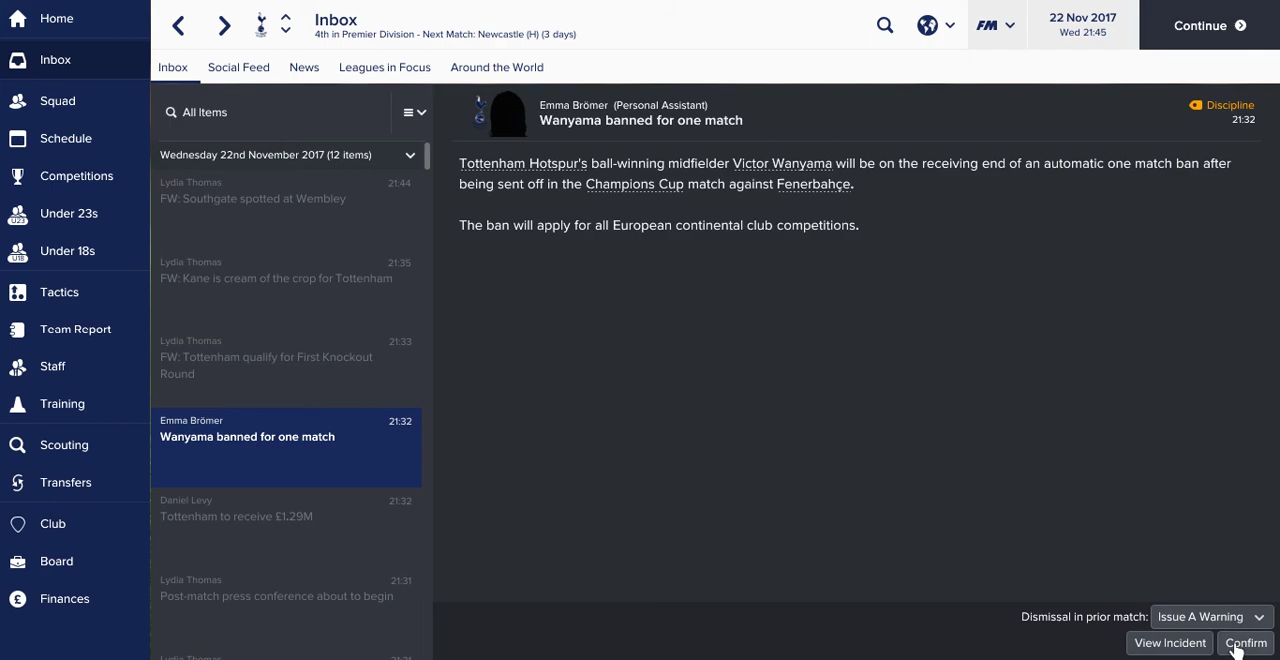 Home
Inbox
Squad
Schedule
Competitions
Under 23s
Under 18s
Tactics
Team Report
Staff
Training
Scouting
Transfers
Club
Board
Finances
Inbox
4th in Premier Division - Next Match: Newcastle (H) (3 days)
FM
22 Nov 2017
Wed 21:45
Continue
Inbox Social Feed News Leagues in Focus Around the World
All Items
Wednesday 22nd November 2017 (12 items)
Lydia Thomas 21:44
FW: Southgate spotted at Wembley
Lydia Thomas 21:35
FW: Kane is cream of the crop for Tottenham
Lydia Thomas 21:33
FW: Tottenham qualify for First Knockout
Round
Emma Brömer 21:32
Wanyama banned for one match
Daniel Levy 21:32
Tottenham to receive £1.29M
Lydia Thomas 21:31
Post-match press conference about to begin
Lydia Thomas 21:31
Emma Brömer (Personal Assistant)
Wanyama banned for one match
Discipline
21:32
Tottenham Hotspur's ball-winning midfielder Victor Wanyama will be on the receiving end of an automatic one match ban after
being sent off in the Champions Cup match against Fenerbahçe.
The ban will apply for all European continental club competitions.
Dismissal in prior match: Issue A Warning
View Incident Confirm